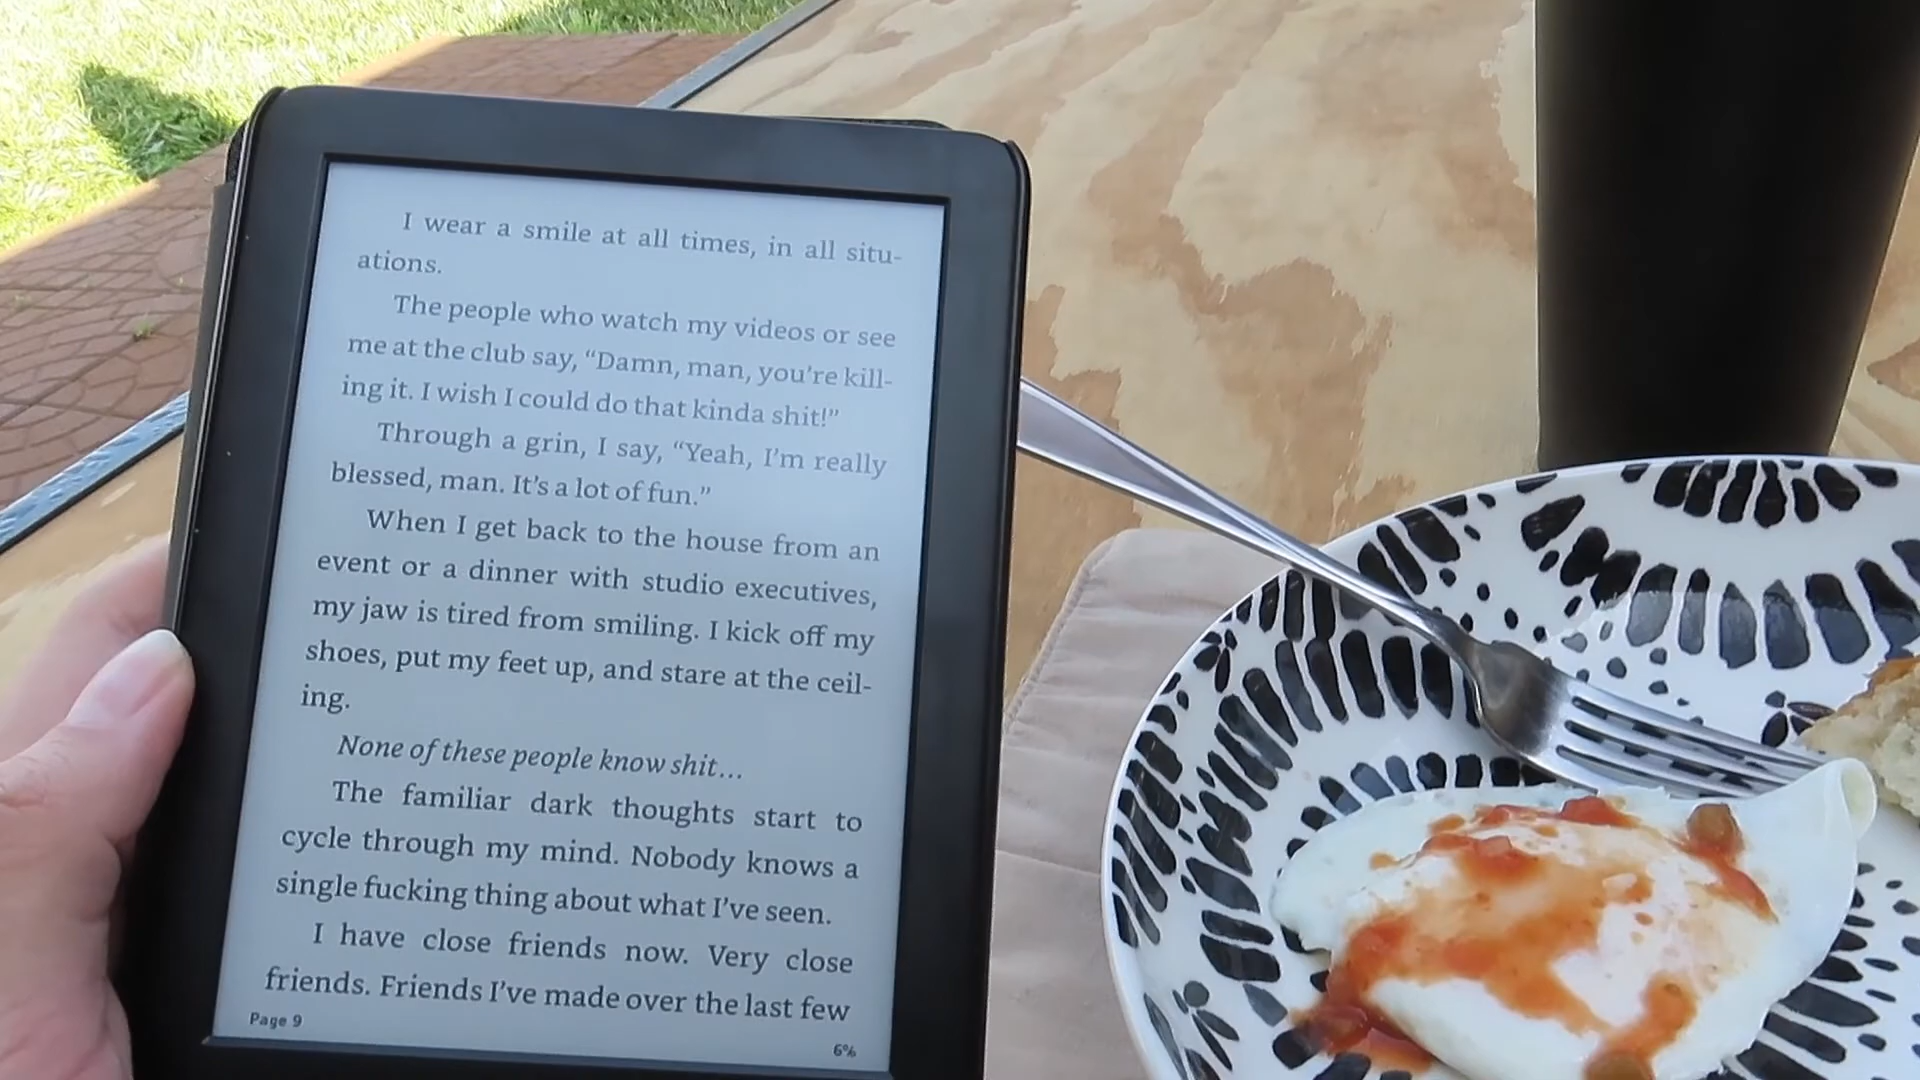 I wear a smile at all times, in all situ-
ations.
The people who watch my videos or see
me at the club say, “Damn, man, you’re kill-
ing it. I wish I could do that kinda shit!”
Through a grin, I say, “Yeah, I’m really
blessed, man. It’s a lot of fun.”
When I get back to the house from an
event or a dinner with studio executives,
my jaw is tired from smiling. I kick off my
shoes, put my feet up, and stare at the ceil-
ing.
None of these people know shit…
The familiar dark thoughts start to
cycle through my mind. Nobody knows a
single fucking thing about what I’ve seen.
I have close friends now. Very close
friends. Friends I’ve made over the last few
Page 9
6%